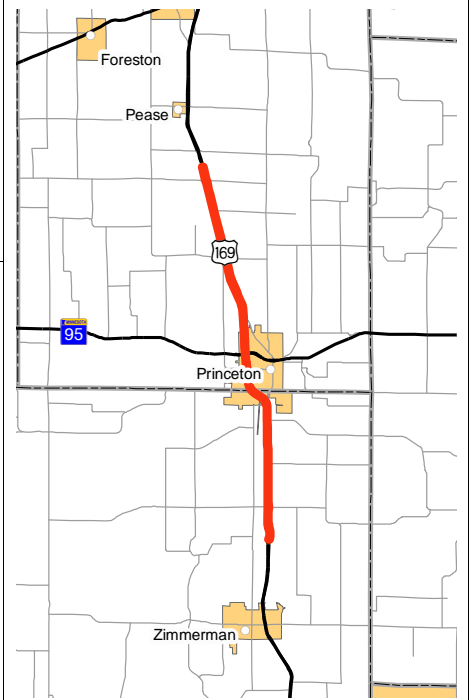 Foreston
Pease
169
MINNESOTA
95
Princeton
Zimmerman